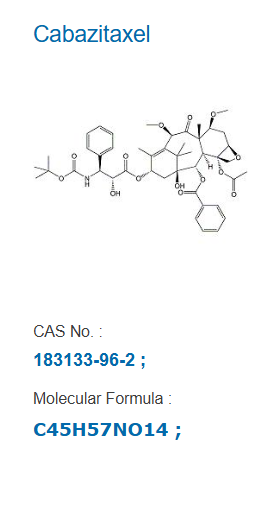 Cabazitaxel
CAS No. :
183133-96-2 ;
Molecular Formula :
C45H57NO14 ;